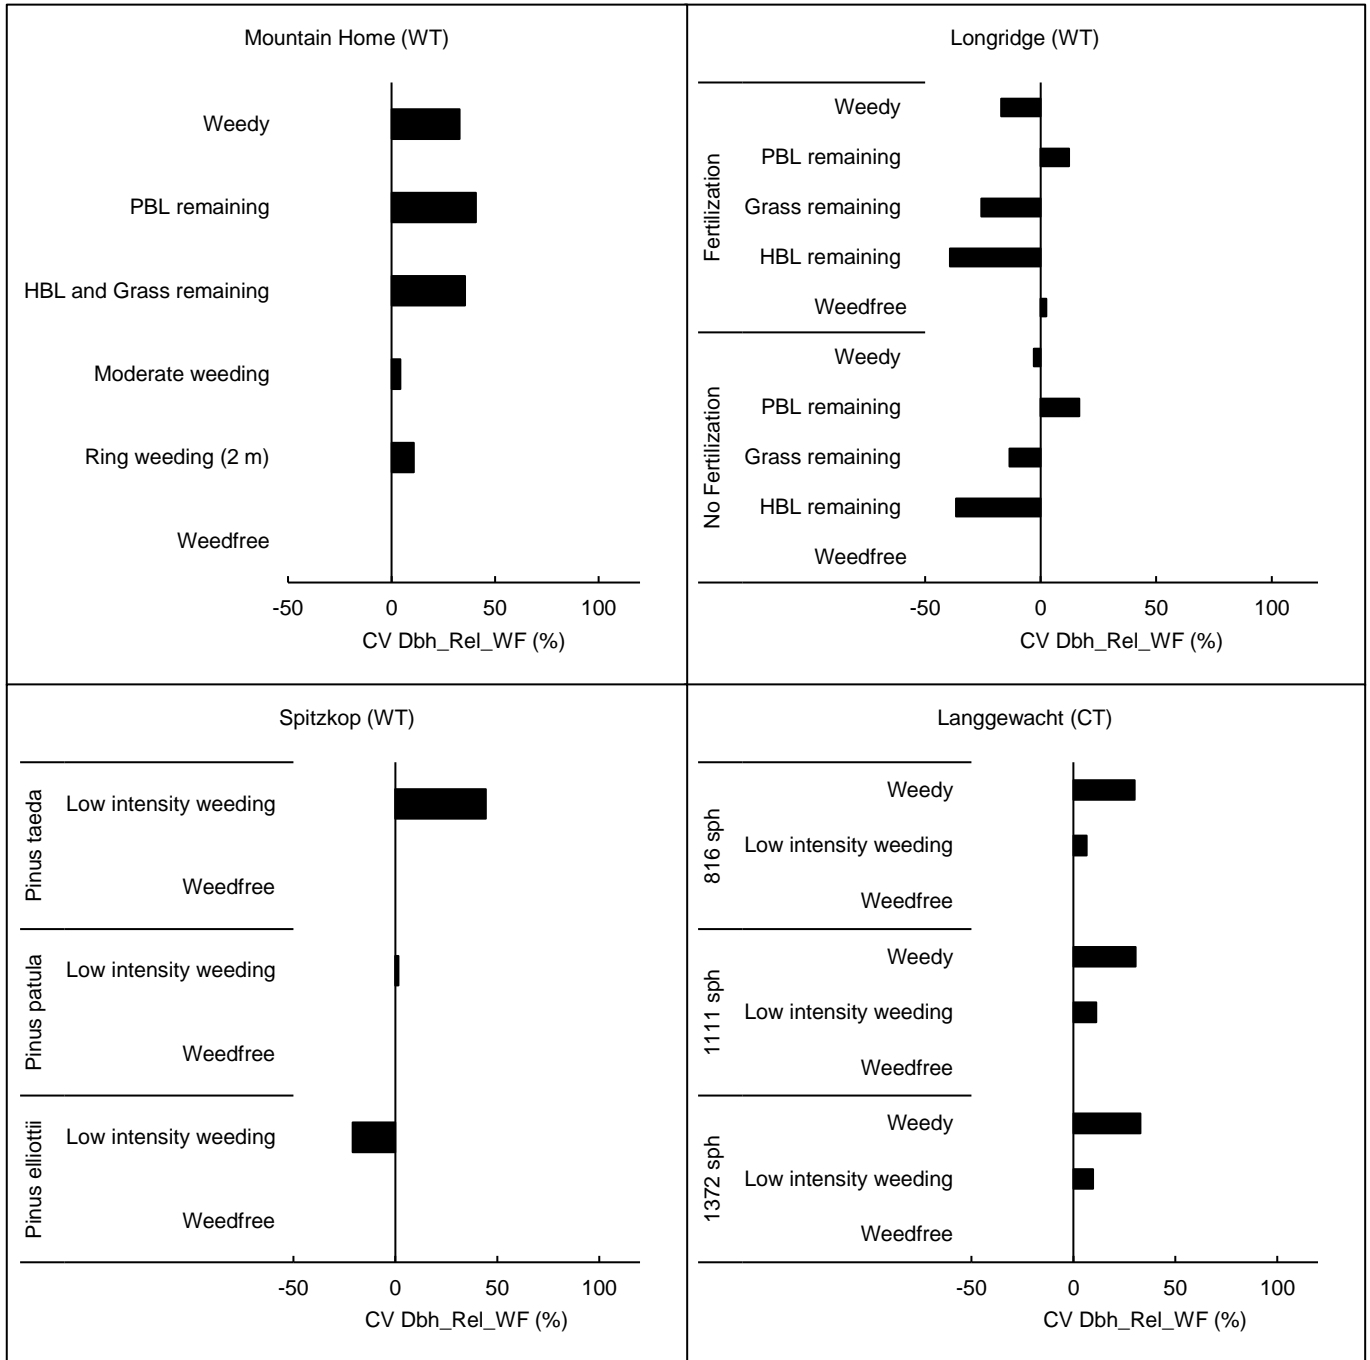 Mountain Home (WT)
Weedy
PBL remaining
HBL and Grass remaining
Moderate weeding
Ring weeding (2 m)
Weedfree
-50 0 50 100
CV Dbh_Rel_WF (%)
Longridge (WT)
Fertilization
Weedy
PBL remaining
Grass remaining
HBL remaining
Weedfree
No Fertilization
Weedy
PBL remaining
Grass remaining
HBL remaining
Weedfree
-50 0 50 100
CV Dbh_Rel_WF (%)
Spitzkop (WT)
Pinus taeda
Low intensity weeding
Weedfree
Pinus patula
Low intensity weeding
Weedfree
Pinus elliottii
Low intensity weeding
Weedfree
-50 0 50 100
CV Dbh_Rel_WF (%)
Langgewacht (CT)
816 sph
Weedy
Low intensity weeding
Weedfree
1111 sph
Weedy
Low intensity weeding
Weedfree
1372 sph
Weedy
Low intensity weeding
Weedfree
-50 0 50 100
CV Dbh_Rel_WF (%)